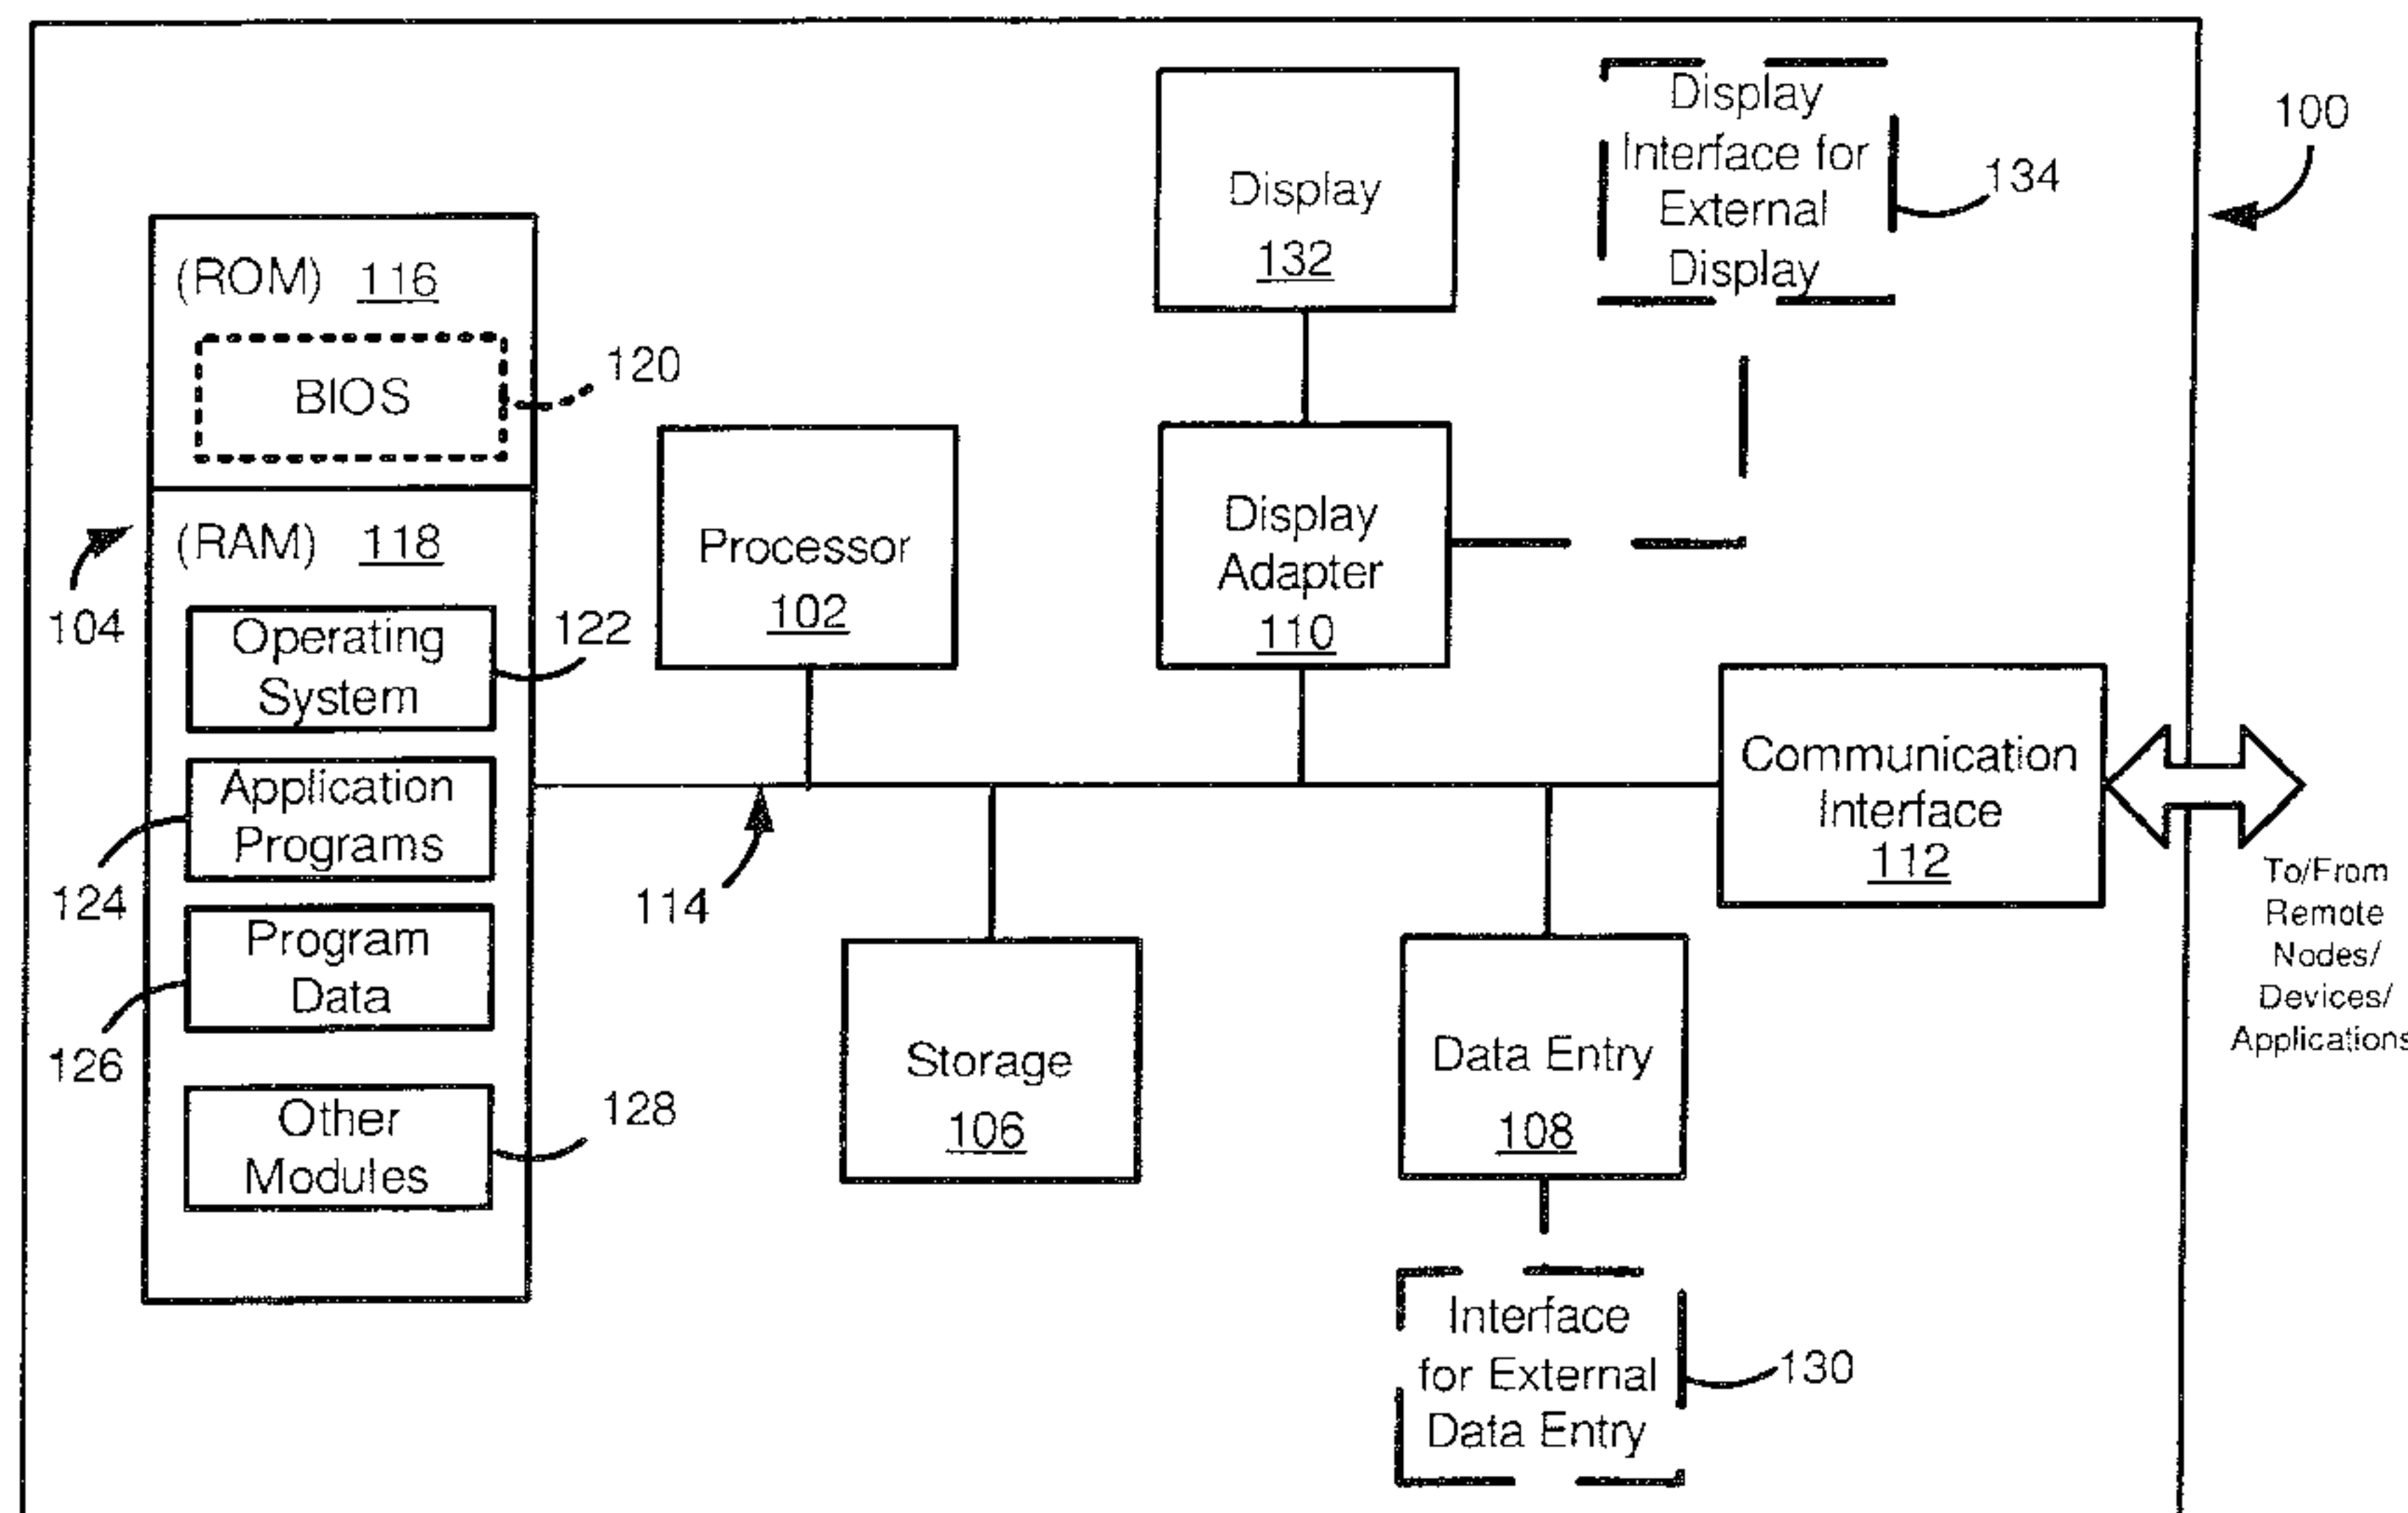 Display
Interface for
External
Display
134
100
Display
132
(ROM) 116
BIOS
120
Processor
102
Display
Adapter
110
(RAM) 118
104
Operating
System
122
Application
Programs
124
114
Program
Data
126
Other
Modules
128
Communication
Interface
112
To/From
Remote
Nodes/
Devices/
Applications
Storage
106
Data Entry
108
Interface
for External
Data Entry
130